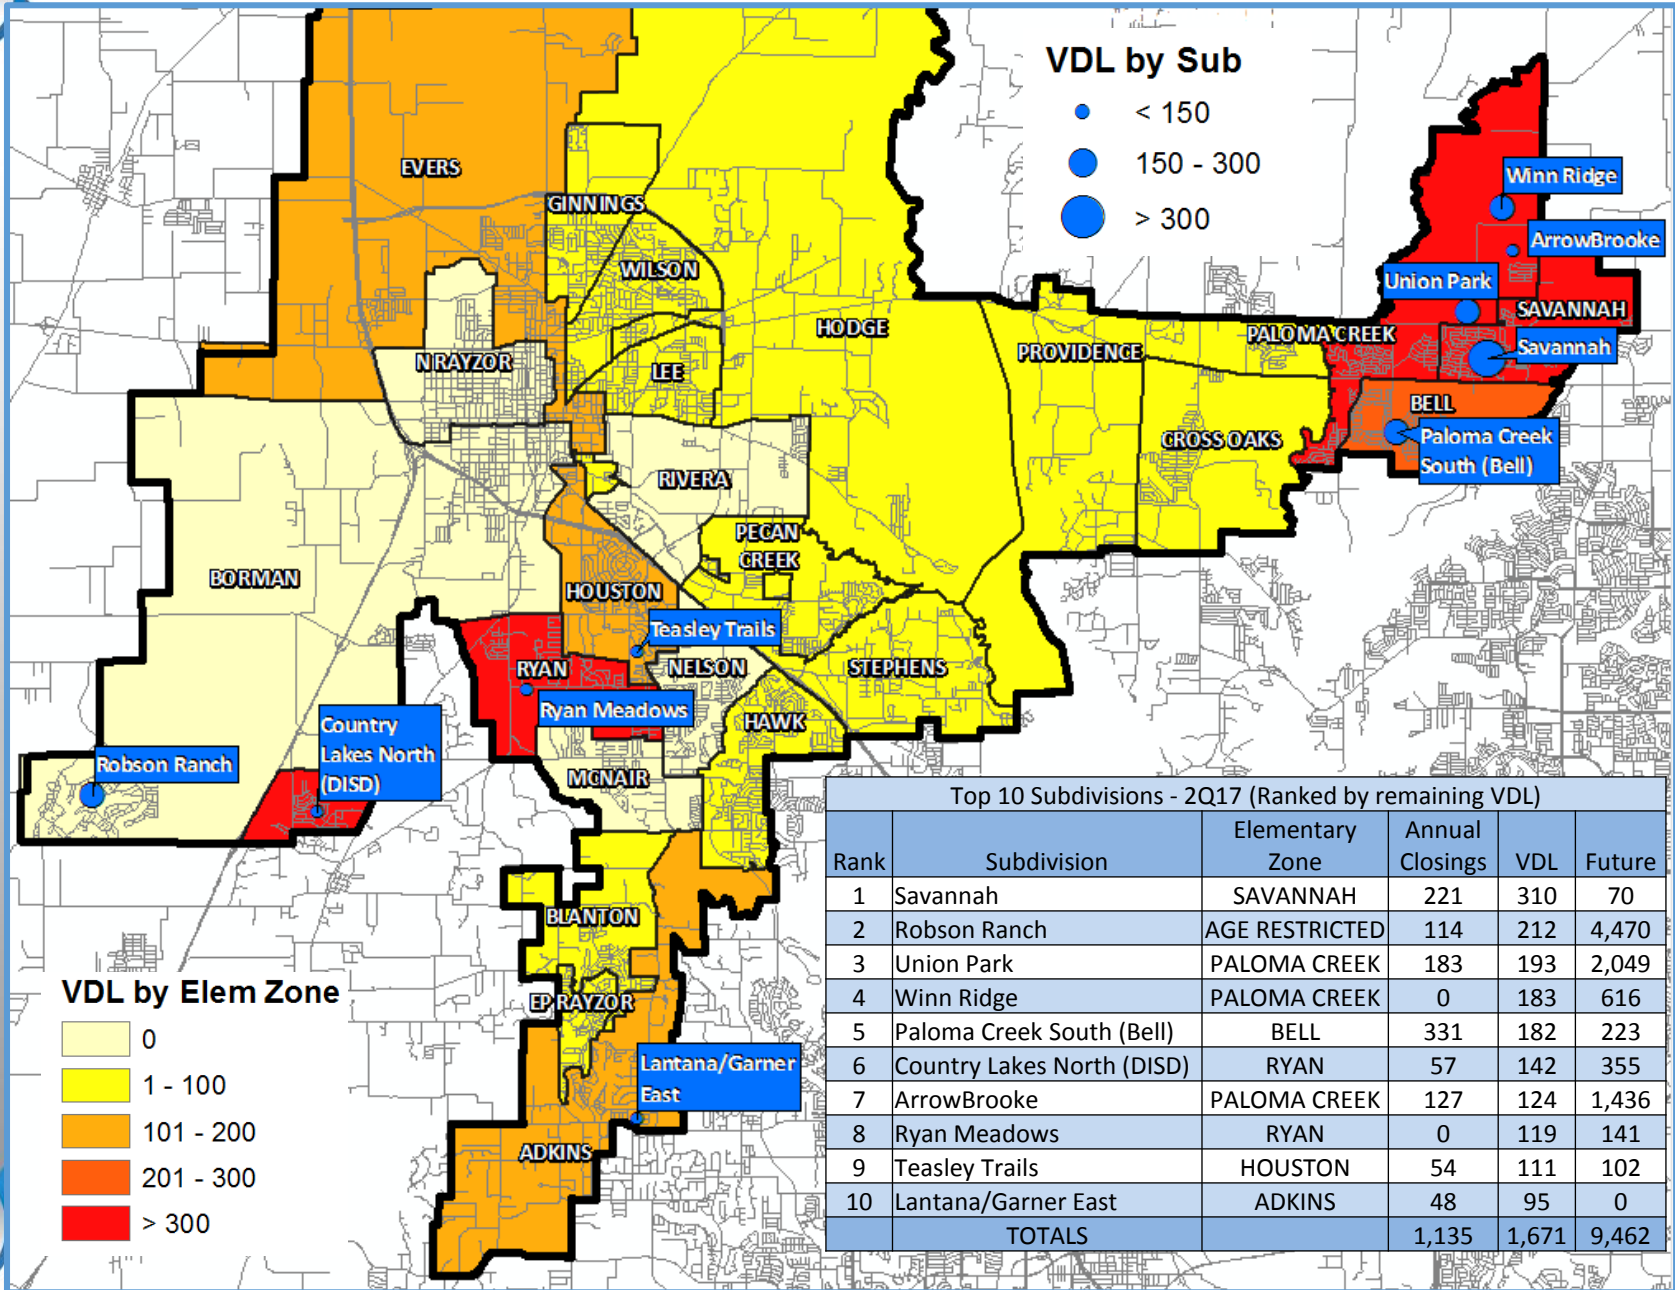 VDL by Sub
< 150
150 - 300
> 300
EVERS
GINNINGS
WILSON
N RAYZOR
LEE
HODGE
PROVIDENCE
PALOMA CREEK
SAVANNAH
Winn Ridge
ArrowBrooke
Union Park
Savannah
BELL
Paloma Creek
South (Bell)
CROSS OAKS
RIVERA
PECAN
CREEK
BORMAN
HOUSTON
Teasley Trails
RYAN
NELSON
STEPHENS
Ryan Meadows
HAWK
Country
Lakes North
(DISD)
Robson Ranch
MCNAIR
BLANTON
EP RAYZOR
Lantana/Garner
East
ADKINS
VDL by Elem Zone
0
1 - 100
101 - 200
201 - 300
> 300
Top 10 Subdivisions - 2Q17 (Ranked by remaining VDL)
Rank Subdivision Elementary Zone Annual Closings VDL Future
1 Savannah SAVANNAH 221 310 70
2 Robson Ranch AGE RESTRICTED 114 212 4,470
3 Union Park PALOMA CREEK 183 193 2,049
4 Winn Ridge PALOMA CREEK 0 183 616
5 Paloma Creek South (Bell) BELL 331 182 223
6 Country Lakes North (DISD) RYAN 57 142 355
7 ArrowBrooke PALOMA CREEK 127 124 1,436
8 Ryan Meadows RYAN 0 119 141
9 Teasley Trails HOUSTON 54 111 102
10 Lantana/Garner East ADKINS 48 95 0
TOTALS 1,135 1,671 9,462